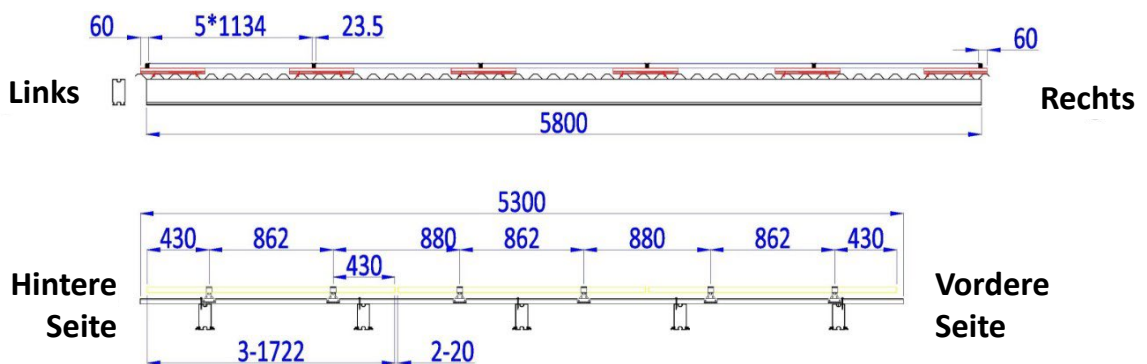 60 5*1134 23.5 60
Links Rechts
5800
5300
430 862 880 862 880 862 430
430
Hintere Vordere
Seite Seite
3-1722 2-20